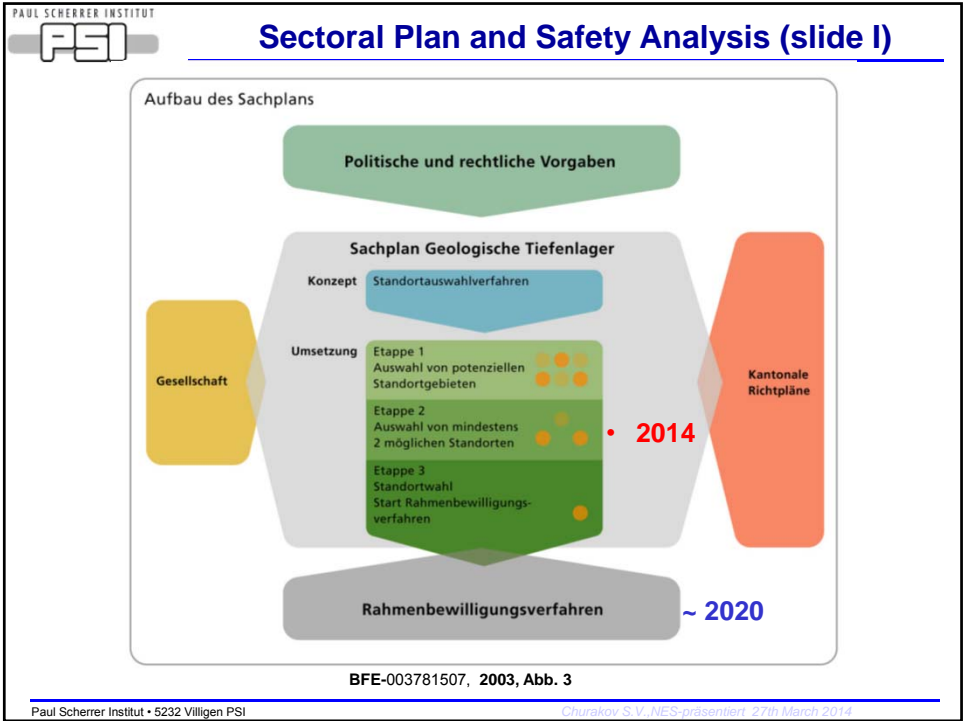 PAUL SCHERRER INSTITUT
PSI
Sectoral Plan and Safety Analysis (slide I)
Aufbau des Sachplans
Politische und rechtliche Vorgaben
Sachplan Geologische Tiefenlager
Konzept Standortauswahlverfahren
Umsetzung Etappe 1
Auswahl von potenziellen
Standortgebieten
Gesellschaft
Kantonale
Richtpläne
Etappe 2
Auswahl von mindestens
2 möglichen Standorten
• 2014
Etappe 3
Standortwahl
Start Rahmenbewilligungs-
verfahren
Rahmenbewilligungsverfahren ~ 2020
BFE-003781507, 2003, Abb. 3
Paul Scherrer Institut • 5232 Villigen PSI
Churakov S.V.,NES-präsentiert 27th March 2014